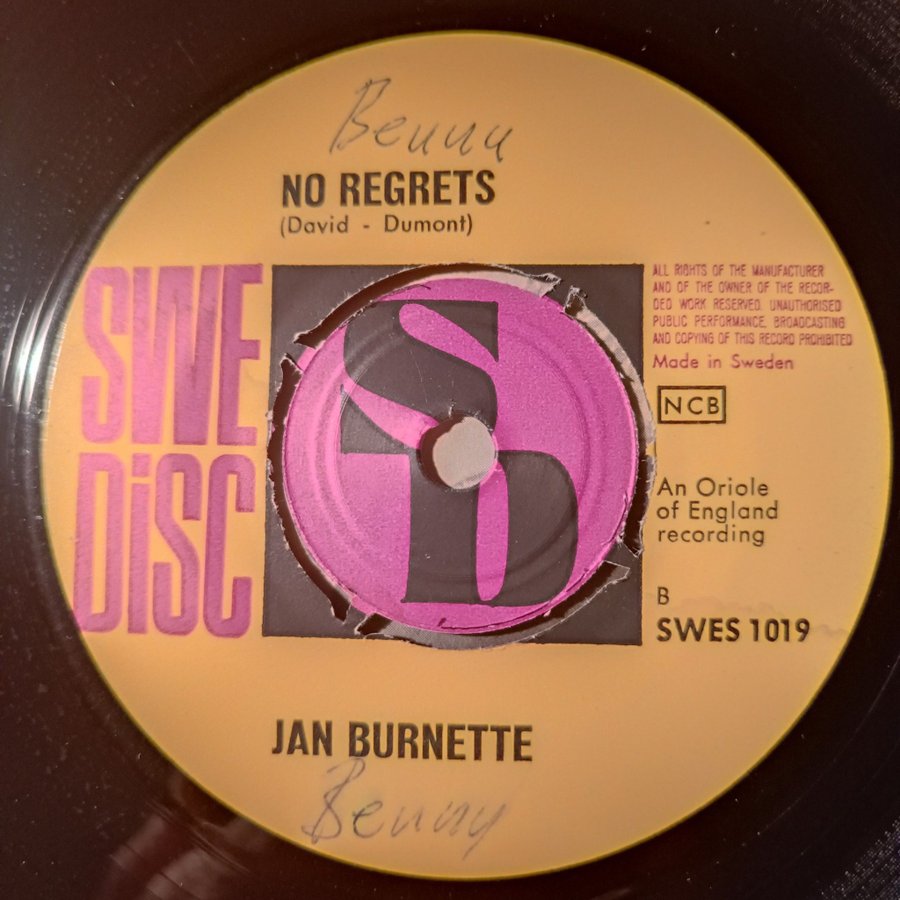 Benny
NO REGRETS
(David - Dumont)
SWE
DiSC
SD
ALL RIGHTS OF THE MANUFACTURER
AND OF THE OWNER OF THE RECOR-
DED WORK RESERVED. UNAUTHORISED
PUBLIC PERFORMANCE, BROADCASTING
AND COPYING OF THIS RECORD PROHIBITED
Made in Sweden
NCB
An Oriole
of England
recording
B
SWES 1019
JAN BURNETTE
Benny